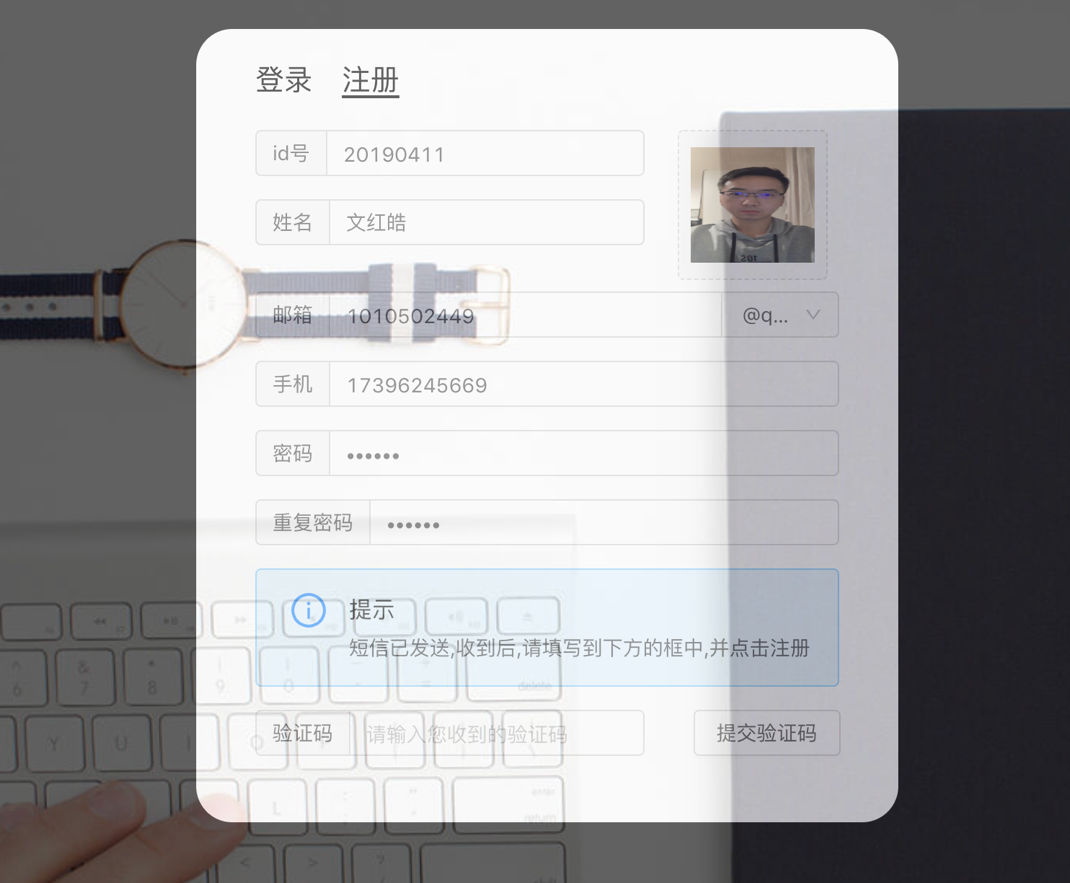 登录 注册
id号 20190411
姓名 文红皓
邮箱 1010502449 @q...
手机 17396245669
密码 ••••••
重复密码 ••••••
提示
短信已发送,收到后,请填写到下方的框中,并点击注册
验证码 请输入您收到的验证码 提交验证码
delete
return